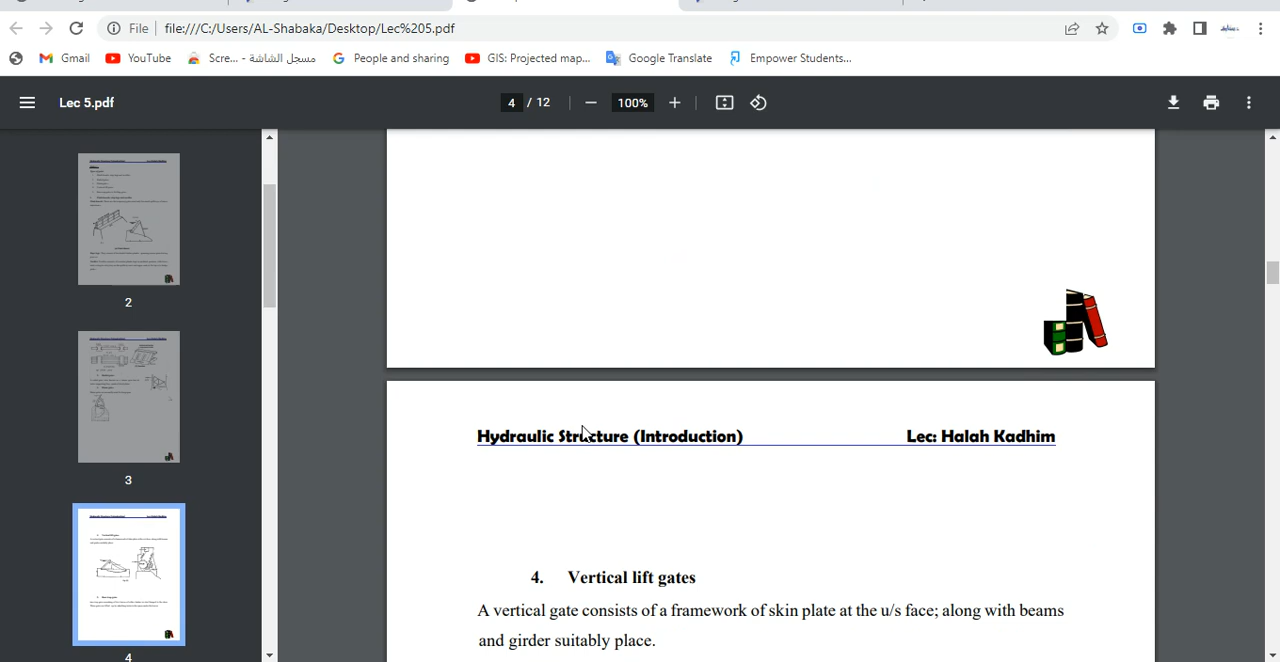 File file:///C:/Users/AL-Shabaka/Desktop/Lec%205.pdf
Gmail YouTube Scre... - مسجل الشاشة People and sharing GIS: Projected map... Google Translate Empower Students...
Lec 5.pdf 4 / 12 100%
2
3
4
Hydraulic Structure (Introduction) Lec: Halah Kadhim
4. Vertical lift gates
A vertical gate consists of a framework of skin plate at the u/s face; along with beams
and girder suitably place.